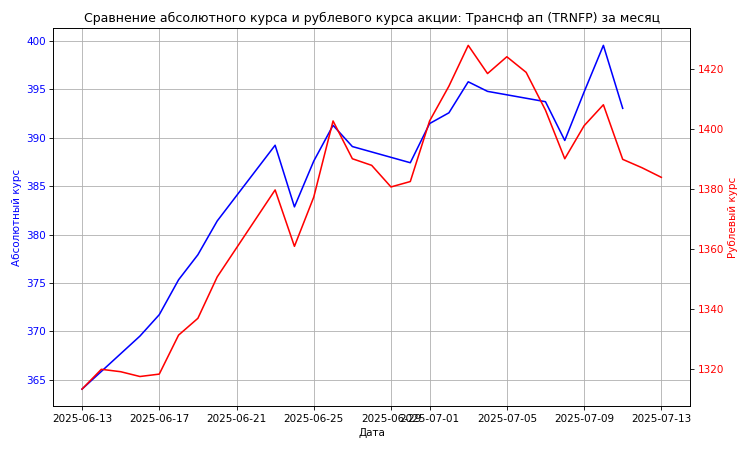 Сравнение абсолютного курса и рублевого курса акции: Транснф ап (TRNFP) за месяц
Абсолютный курс
400
395
390
385
380
375
370
365
1420
1400
1380
1360
1340
1320
Рублевый курс
2025-06-13 2025-06-17 2025-06-21 2025-06-25 2025-06-29 2025-07-01 2025-07-05 2025-07-09 2025-07-13
Дата